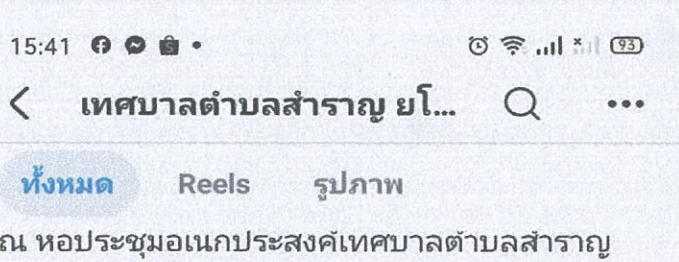 15:41
93
เทศบาลตำบลสำราญ ยโ...
ทั้งหมด Reels รูปภาพ
ณ หอประชุมอเนกประสงค์เทศบาลตำบลสำราญ